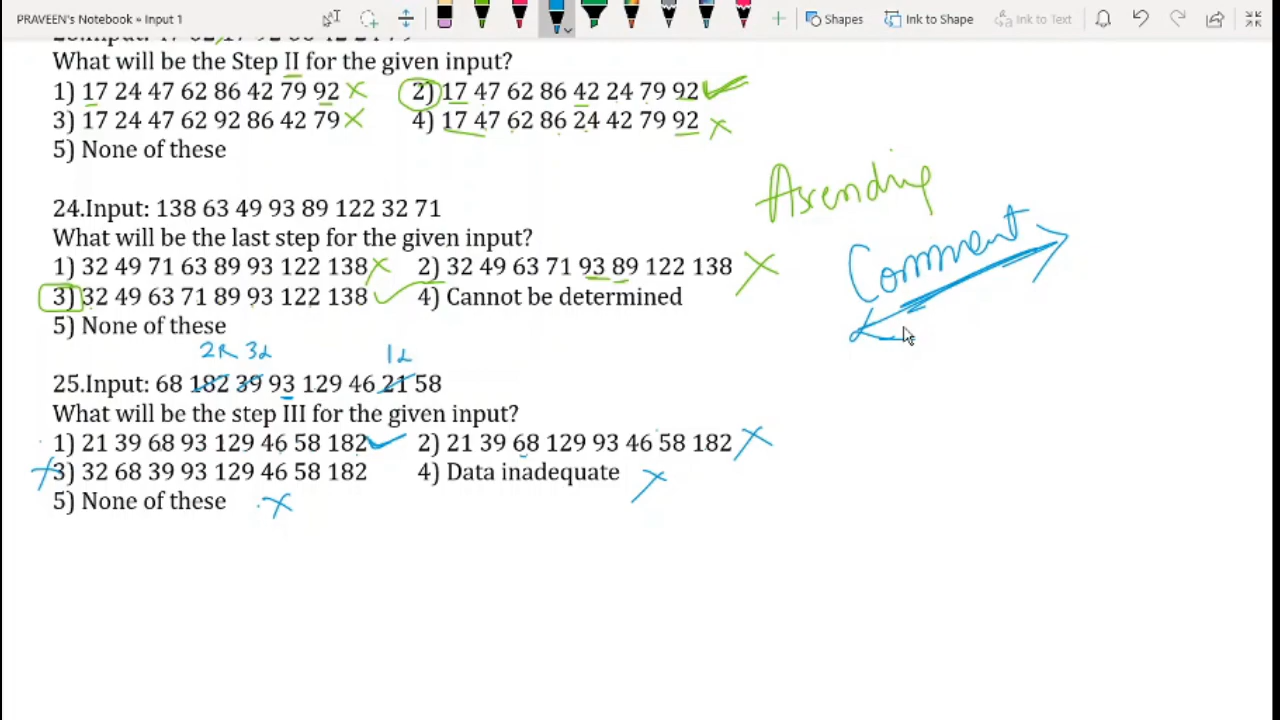 PRAVEEN's Notebook » Input 1
Shapes Ink to Shape Ink to Text
What will be the Step II for the given input?
1) 17 24 47 62 86 42 79 92 2) 17 47 62 86 42 24 79 92
3) 17 24 47 62 92 86 42 79 4) 17 47 62 86 24 42 79 92
5) None of these
Ascending
24.Input: 138 63 49 93 89 122 32 71
What will be the last step for the given input?
Comment
1) 32 49 71 63 89 93 122 138 2) 32 49 63 71 93 89 122 138
3) 32 49 63 71 89 93 122 138 4) Cannot be determined
5) None of these
2R 3L 1L
25.Input: 68 182 39 93 129 46 21 58
What will be the step III for the given input?
1) 21 39 68 93 129 46 58 182 2) 21 39 68 129 93 46 58 182
3) 32 68 39 93 129 46 58 182 4) Data inadequate
5) None of these